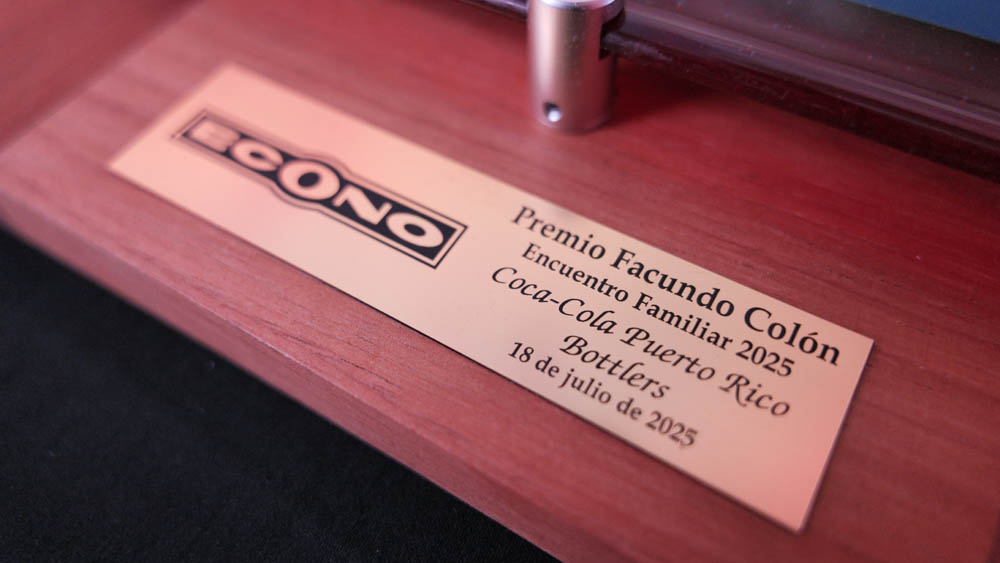 ECONO
Premio Facundo Colón
Encuentro Familiar 2025
Coca-Cola Puerto Rico
Bottlers
18 de julio de 2025